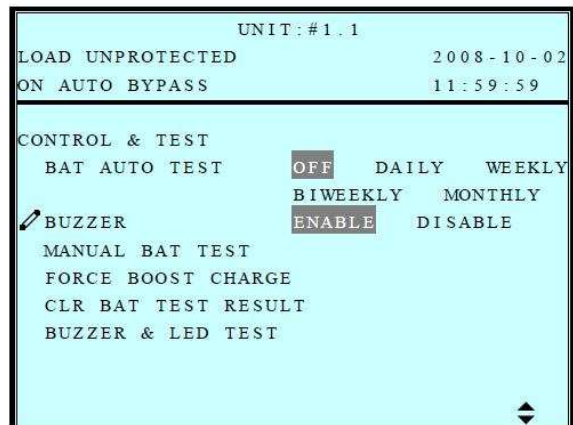 UNIT:#1.1
LOAD UNPROTECTED 2008-10-02
ON AUTO BYPASS 11:59:59
CONTROL & TEST
BAT AUTO TEST OFF DAILY WEEKLY
BIWEEKLY MONTHLY
BUZZER ENABLE DISABLE
MANUAL BAT TEST
FORCE BOOST CHARGE
CLR BAT TEST RESULT
BUZZER & LED TEST